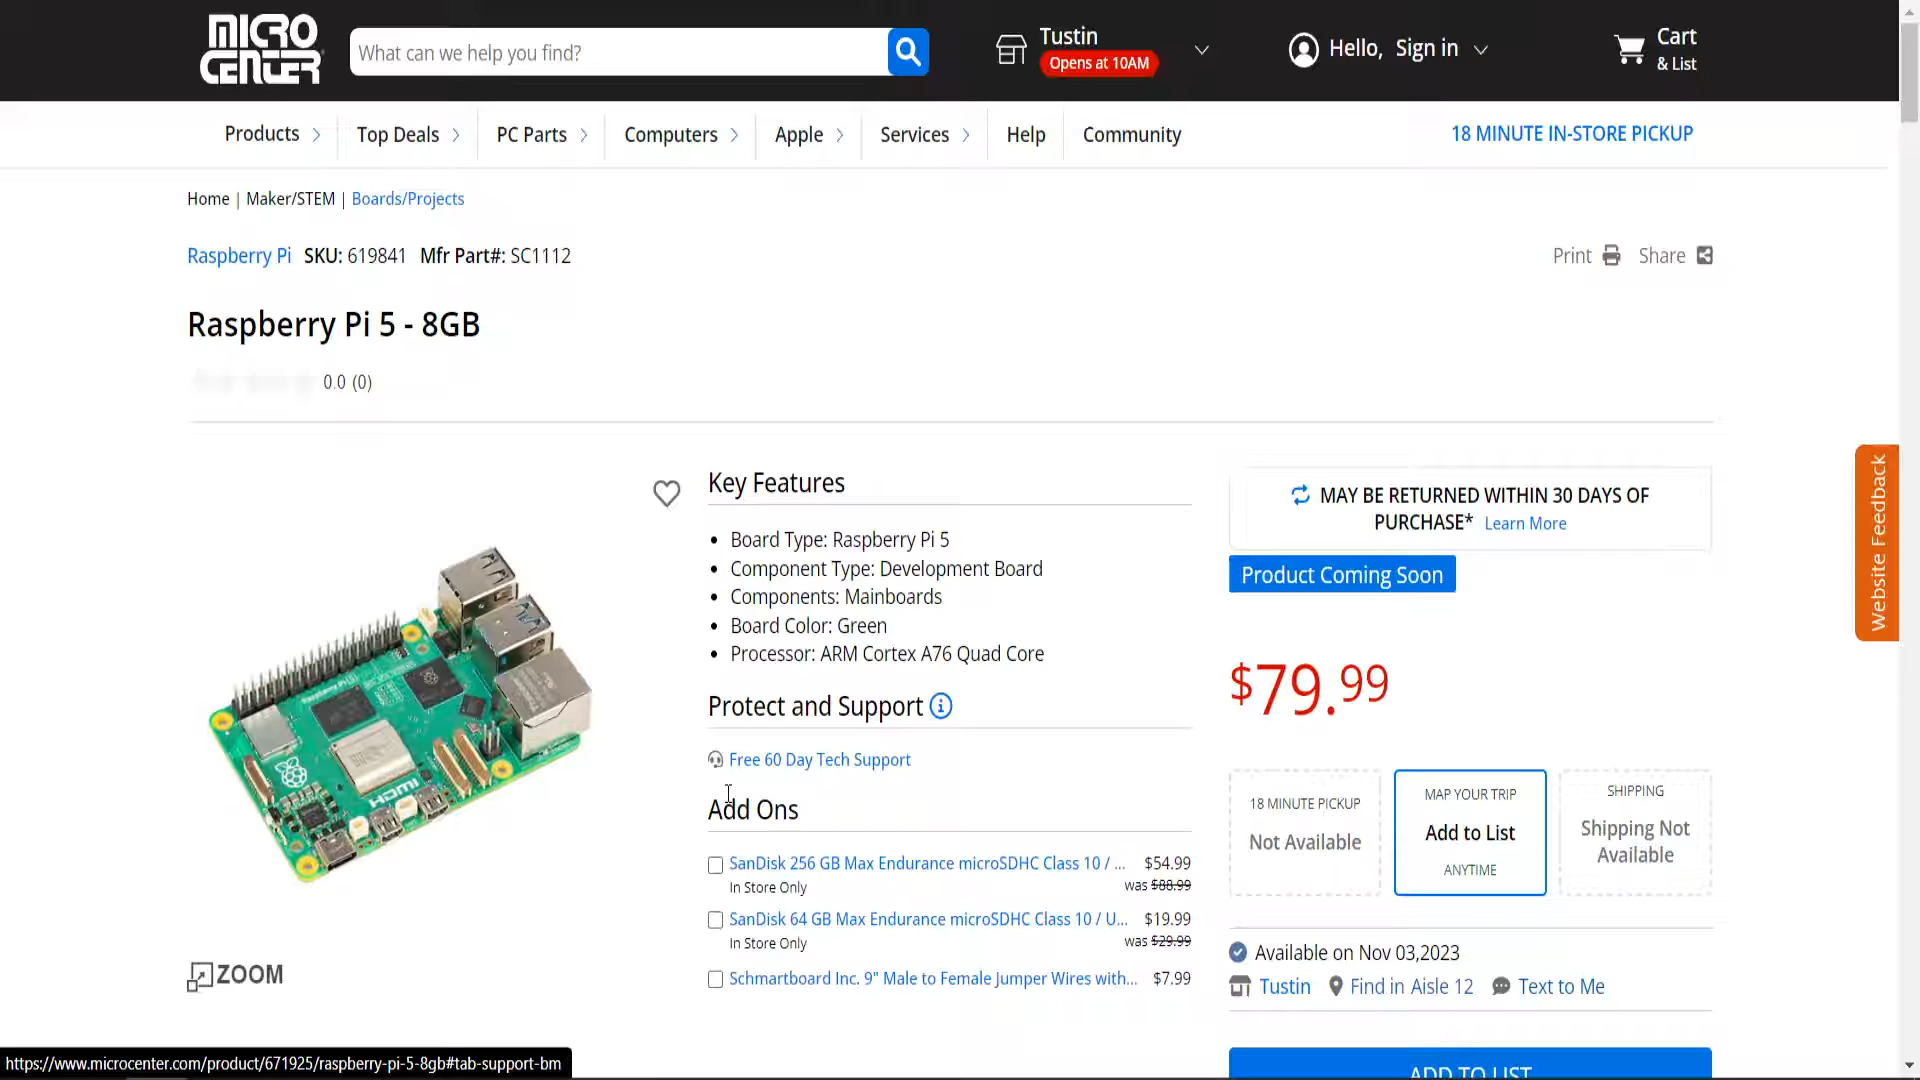 MICRO
CENTER
What can we help you find?
Tustin
Opens at 10AM
Hello, Sign in
Cart
& List
Products
Top Deals
PC Parts
Computers
Apple
Services
Help
Community
18 MINUTE IN-STORE PICKUP
Home | Maker/STEM | Boards/Projects
Raspberry Pi SKU: 619841 Mfr Part#: SC1112
Print
Share
Raspberry Pi 5 - 8GB
0.0 (0)
Key Features
• Board Type: Raspberry Pi 5
• Component Type: Development Board
• Components: Mainboards
• Board Color: Green
• Processor: ARM Cortex A76 Quad Core
Protect and Support
Free 60 Day Tech Support
Add Ons
SanDisk 256 GB Max Endurance microSDHC Class 10 / ... $54.99
In Store Only was $88.99
SanDisk 64 GB Max Endurance microSDHC Class 10 / U... $19.99
In Store Only was $29.99
Schmartboard Inc. 9" Male to Female Jumper Wires with... $7.99
HDMI
ZOOM
MAY BE RETURNED WITHIN 30 DAYS OF
PURCHASE* Learn More
Product Coming Soon
$79.99
18 MINUTE PICKUP
Not Available
MAP YOUR TRIP
Add to List
ANYTIME
SHIPPING
Shipping Not
Available
Available on Nov 03,2023
Tustin Find in Aisle 12 Text to Me
ADD TO LIST
Website Feedback
https://www.microcenter.com/product/671925/raspberry-pi-5-8gb#tab-support-bm